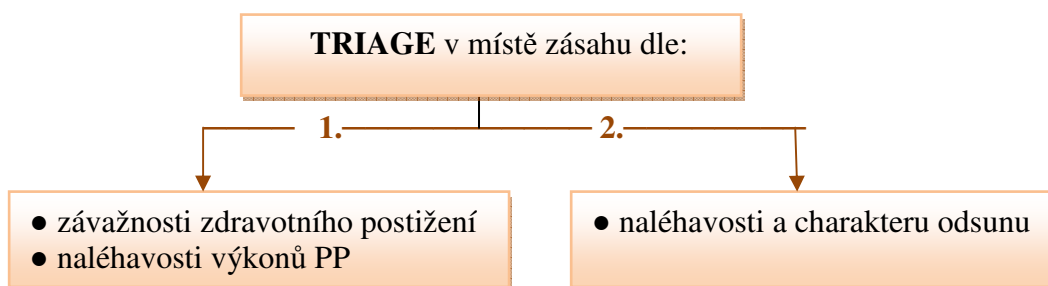 TRIAGE v místě zásahu dle:
1.
2.
● závažnosti zdravotního postižení
● naléhavosti výkonů PP
● naléhavosti a charakteru odsunu